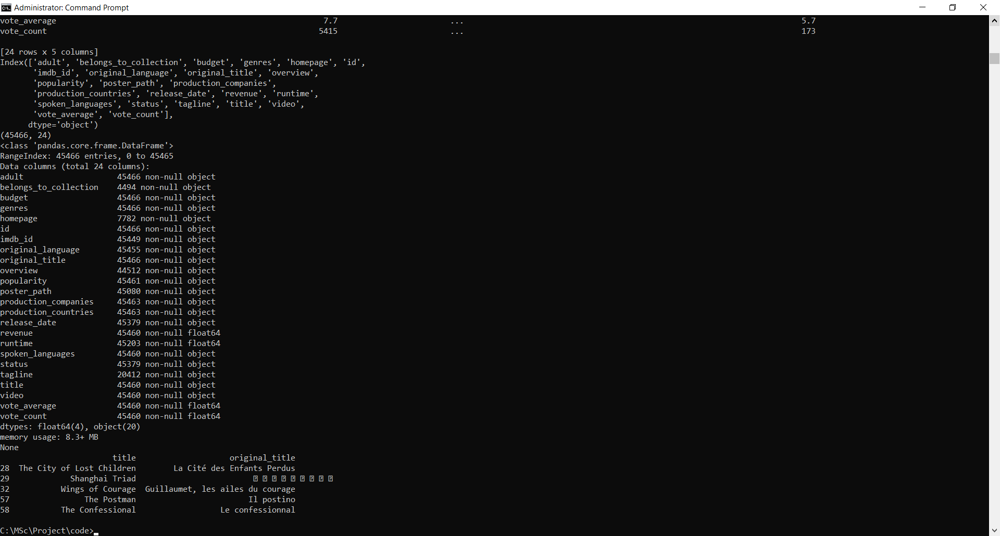 Administrator: Command Prompt
vote_average 7.7 ... 5.7
vote_count 5415 ... 173
[24 rows x 5 columns]
Index(['adult', 'belongs_to_collection', 'budget', 'genres', 'homepage', 'id',
'imdb_id', 'original_language', 'original_title', 'overview',
'popularity', 'poster_path', 'production_companies',
'production_countries', 'release_date', 'revenue', 'runtime',
'spoken_languages', 'status', 'tagline', 'title', 'video',
'vote_average', 'vote_count'],
dtype='object')
(45466, 24)
<class 'pandas.core.frame.DataFrame'>
RangeIndex: 45466 entries, 0 to 45465
Data columns (total 24 columns):
adult 45466 non-null object
belongs_to_collection 4494 non-null object
budget 45466 non-null object
genres 45466 non-null object
homepage 7782 non-null object
id 45466 non-null object
imdb_id 45449 non-null object
original_language 45455 non-null object
original_title 45466 non-null object
overview 44512 non-null object
popularity 45461 non-null object
poster_path 45080 non-null object
production_companies 45463 non-null object
production_countries 45463 non-null object
release_date 45379 non-null object
revenue 45460 non-null float64
runtime 45203 non-null float64
spoken_languages 45460 non-null object
status 45379 non-null object
tagline 20412 non-null object
title 45460 non-null object
video 45460 non-null object
vote_average 45460 non-null float64
vote_count 45460 non-null float64
dtypes: float64(4), object(20)
memory usage: 8.3+ MB
None
title original_title
28 The City of Lost Children La Cité des Enfants Perdus
29 Shanghai Triad
32 Wings of Courage Guillaumet, les ailes du courage
57 The Postman Il postino
58 The Confessional Le confessionnal
C:\MSc\Project\code>